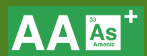 AA 33 As Arsenic +